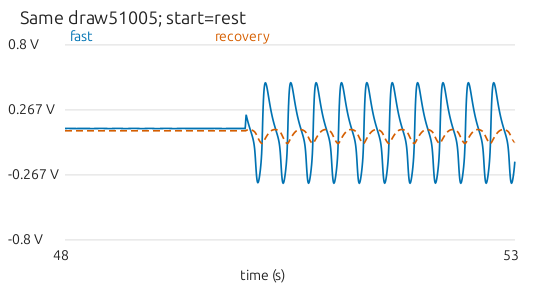 Same draw51005; start=rest
fast recovery
0.8 V
0.267 V
-0.267 V
-0.8 V
48 53
time (s)